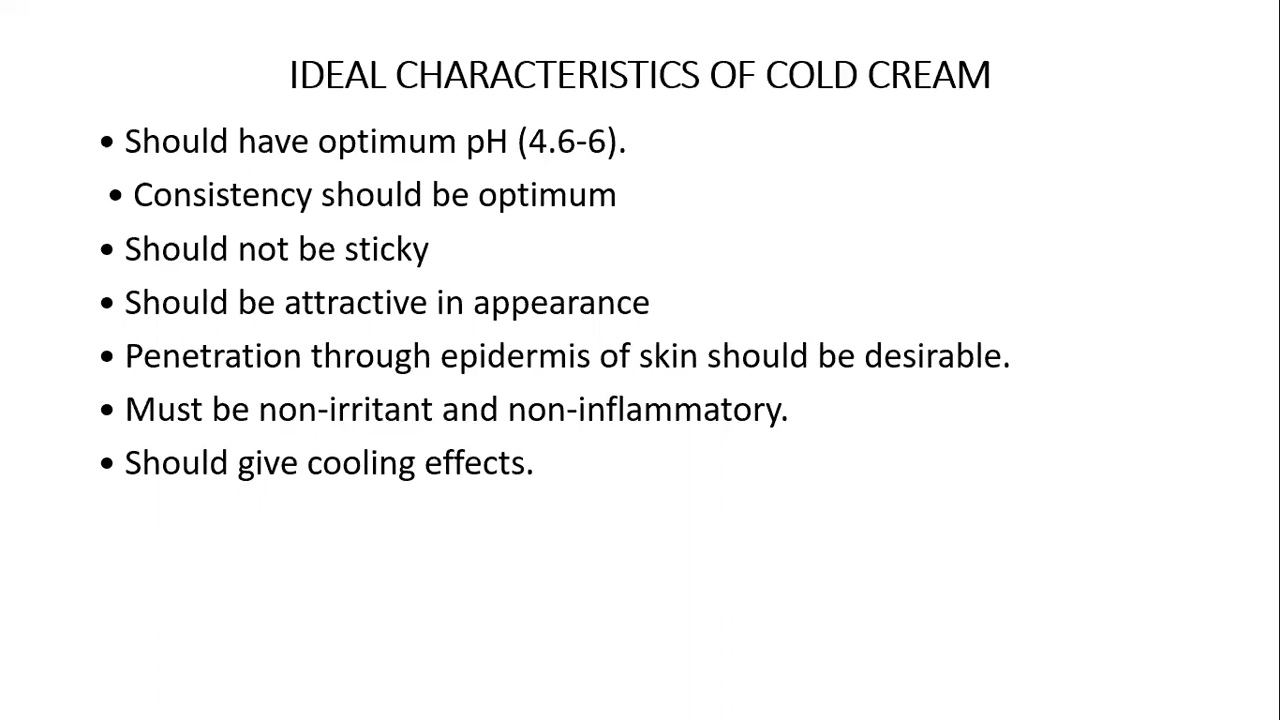 IDEAL CHARACTERISTICS OF COLD CREAM
• Should have optimum pH (4.6-6).
• Consistency should be optimum
• Should not be sticky
• Should be attractive in appearance
• Penetration through epidermis of skin should be desirable.
• Must be non-irritant and non-inflammatory.
• Should give cooling effects.